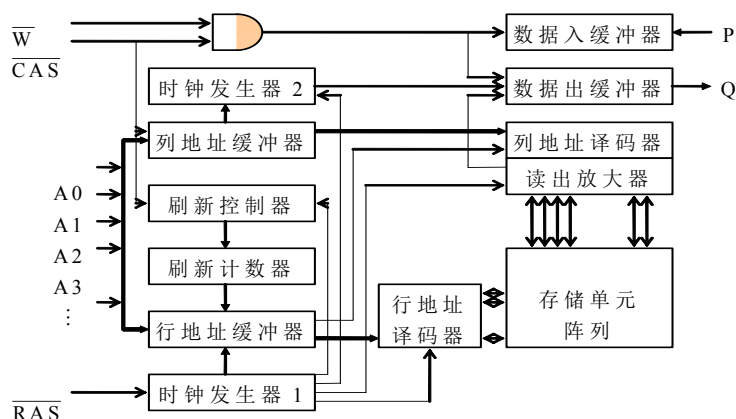 W
数据入缓冲器
P
CAS
时钟发生器 2
数据出缓冲器
Q
列地址缓冲器
列地址译码器
读出放大器
A0
刷新控制器
A1
A2
刷新计数器
A3
⋮
行地址缓冲器
行地址
译码器
存储单元
阵列
RAS
时钟发生器 1